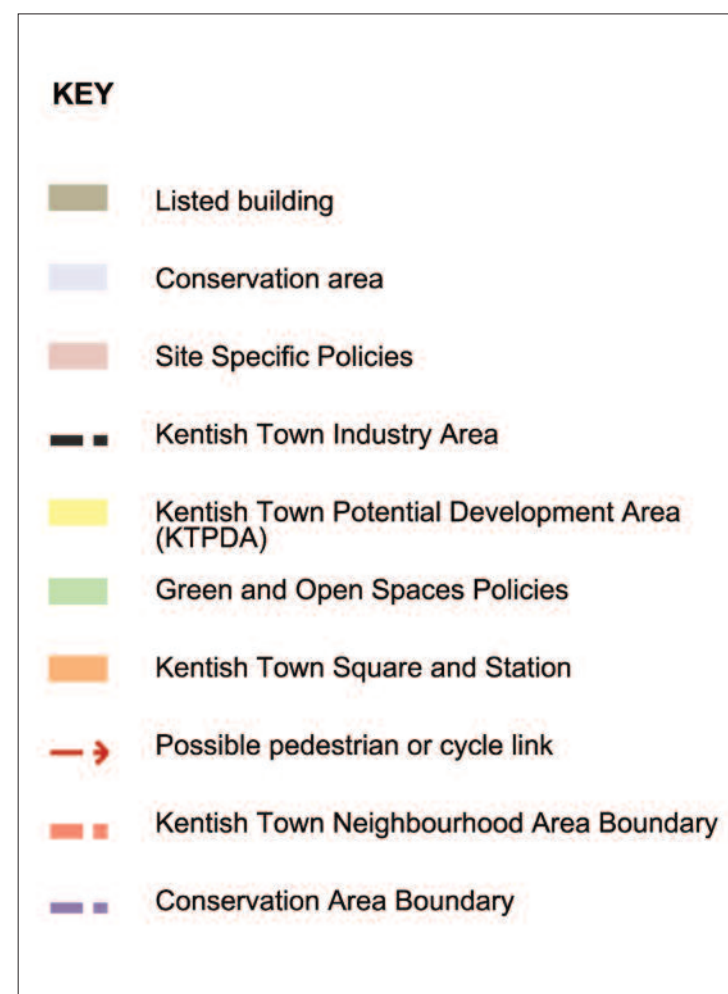 KEY
Listed building
Conservation area
Site Specific Policies
Kentish Town Industry Area
Kentish Town Potential Development Area
(KTPDA)
Green and Open Spaces Policies
Kentish Town Square and Station
Possible pedestrian or cycle link
Kentish Town Neighbourhood Area Boundary
Conservation Area Boundary